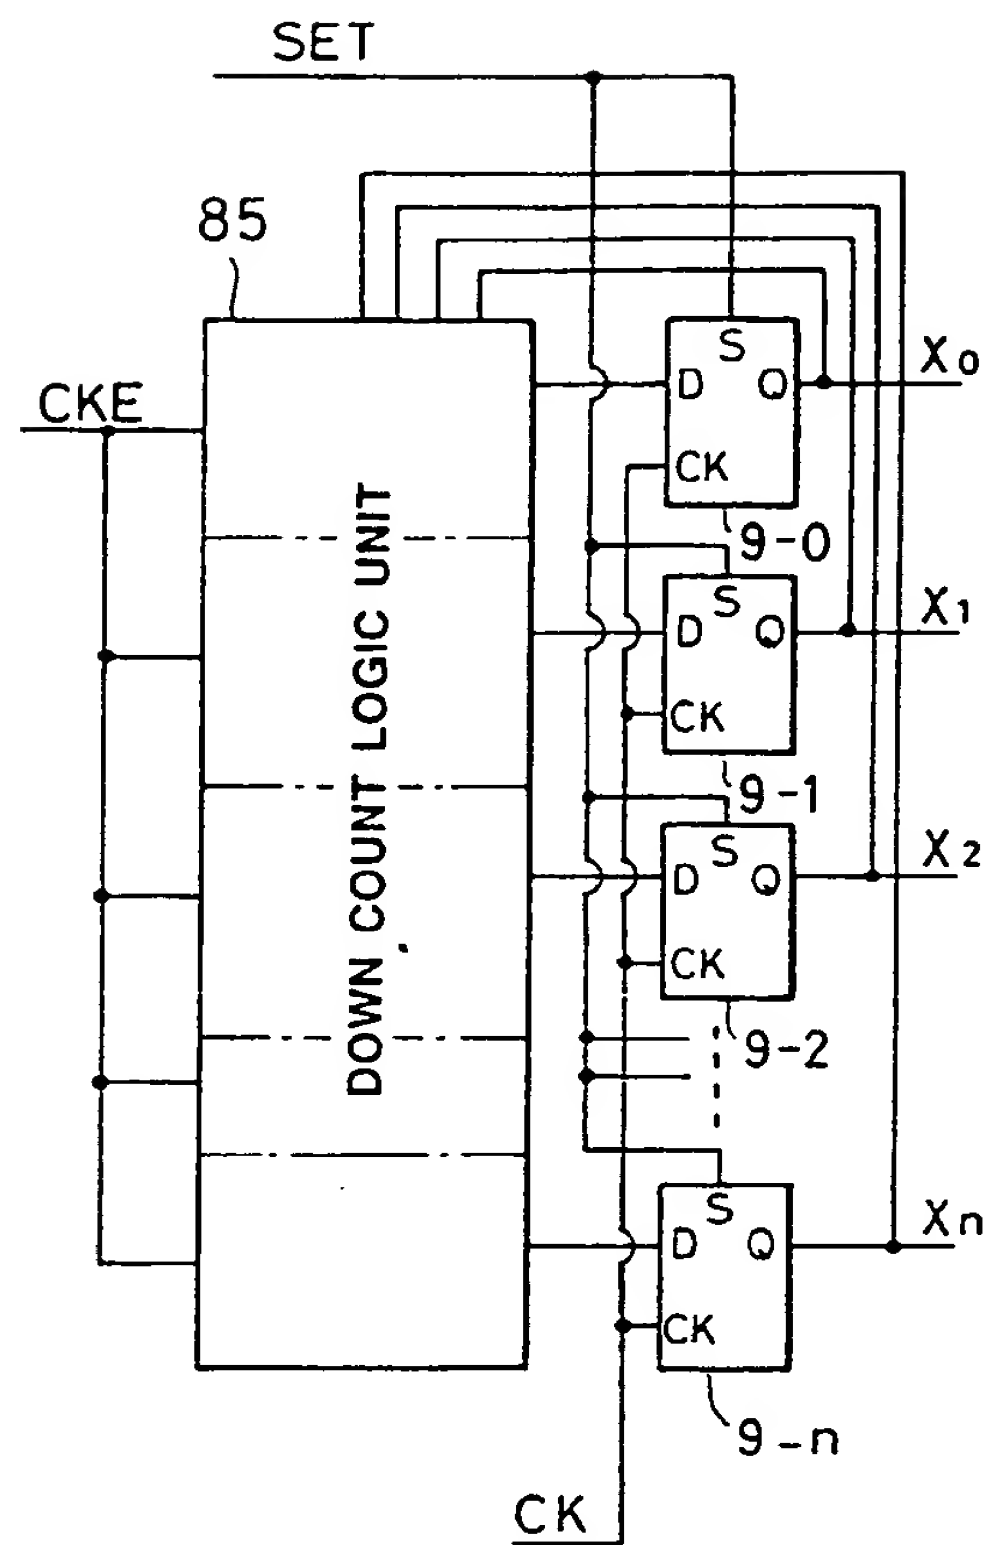 SET
85
CKE
DOWN COUNT LOGIC UNIT
S
D Q
CK
X0
9-0
S
D Q
CK
X1
9-1
S
D Q
CK
X2
9-2
S
D Q
CK
Xn
9-n
CK